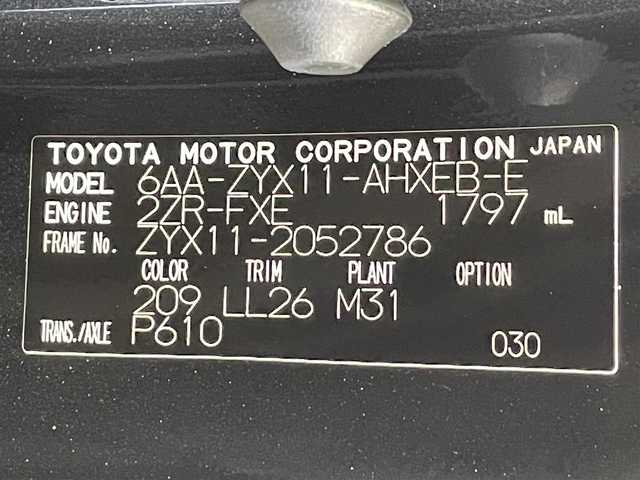 TOYOTA MOTOR CORPORATION JAPAN
MODEL 6AA-ZYX11-AHXEB-E
ENGINE 2ZR-FXE 1797 mL
FRAME No. ZYX11-2052786
COLOR TRIM PLANT OPTION
209 LL26 M31
TRANS./AXLE P610
030